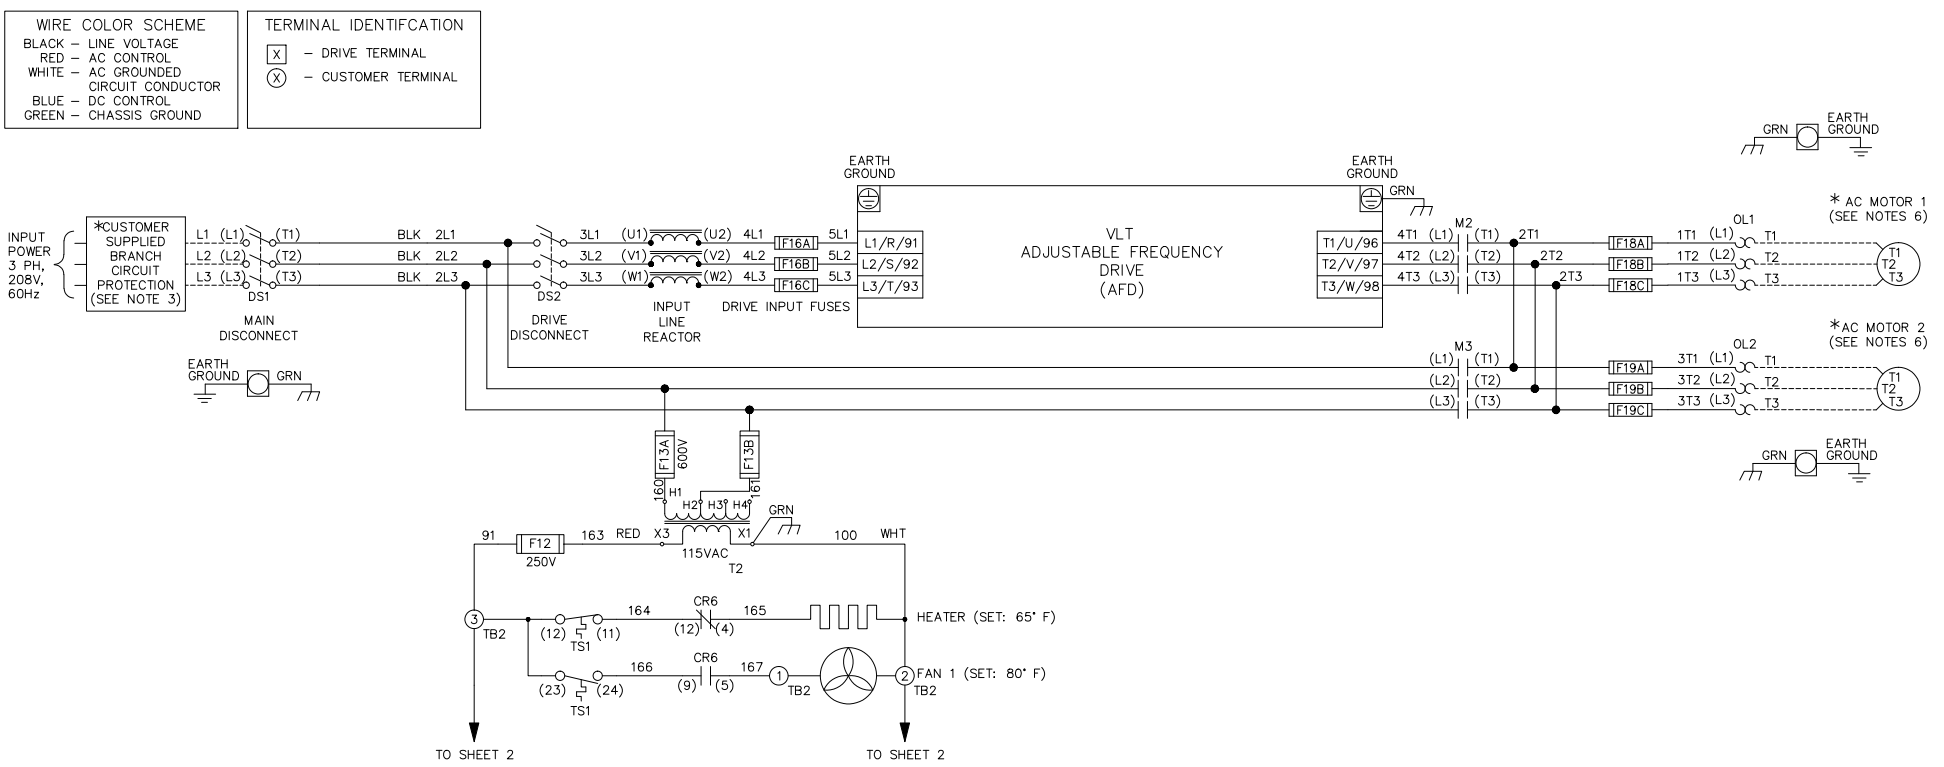 WIRE COLOR SCHEME
BLACK – LINE VOLTAGE
RED – AC CONTROL
WHITE – AC GROUNDED
CIRCUIT CONDUCTOR
BLUE – DC CONTROL
GREEN – CHASSIS GROUND
TERMINAL IDENTIFCATION
X – DRIVE TERMINAL
X – CUSTOMER TERMINAL
GRN
EARTH
GROUND
EARTH
GROUND
EARTH
GROUND
GRN
INPUT
POWER
3 PH,
208V,
60Hz
*CUSTOMER
SUPPLIED
BRANCH
CIRCUIT
PROTECTION
(SEE NOTE 3)
L1 (L1) (T1) BLK 2L1 3L1 (U1) (U2) 4L1 F16A 5L1 L1/R/91
L2 (L2) (T2) BLK 2L2 3L2 (V1) (V2) 4L2 F16B 5L2 L2/S/92
L3 (L3) (T3) BLK 2L3 3L3 (W1) (W2) 4L3 F16C 5L3 L3/T/93
DS1
MAIN
DISCONNECT
DS2
DRIVE
DISCONNECT
INPUT
LINE
REACTOR
DRIVE INPUT FUSES
VLT
ADJUSTABLE FREQUENCY
DRIVE
(AFD)
M2
T1/U/96 4T1 (L1) (T1) 2T1 F18A 1T1 (L1) T1
T2/V/97 4T2 (L2) (T2) 2T2 F18B 1T2 (L2) T2
T3/W/98 4T3 (L3) (T3) 2T3 F18C 1T3 (L3) T3
OL1
* AC MOTOR 1
(SEE NOTES 6)
T1
T2
T3
EARTH
GROUND
GRN
M3
(L1) (T1) F19A 3T1 (L1) T1
(L2) (T2) F19B 3T2 (L2) T2
(L3) (T3) F19C 3T3 (L3) T3
OL2
*AC MOTOR 2
(SEE NOTES 6)
T1
T2
T3
GRN
EARTH
GROUND
F13A
600V
F13B
160
161
H1
H2
H3
H4
GRN
91
F12
250V
163
RED
X3
X1
115VAC
T2
100
WHT
3
TB2
(12)
(11)
TS1
164
CR6
(12)
(4)
165
HEATER (SET: 65° F)
(23)
(24)
TS1
166
CR6
(9)
(5)
167
1
TB2
2
TB2
FAN 1 (SET: 80° F)
TO SHEET 2
TO SHEET 2